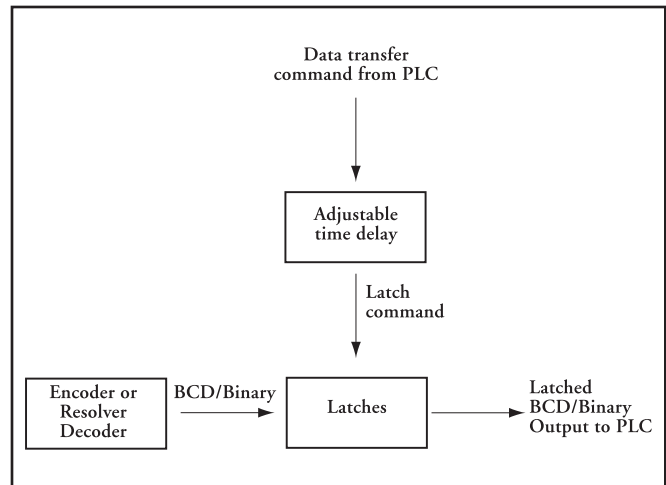 Data transfer
command from PLC
Adjustable
time delay
Latch
command
Encoder or
Resolver
Decoder
BCD/Binary
Latches
Latched
BCD/Binary
Output to PLC